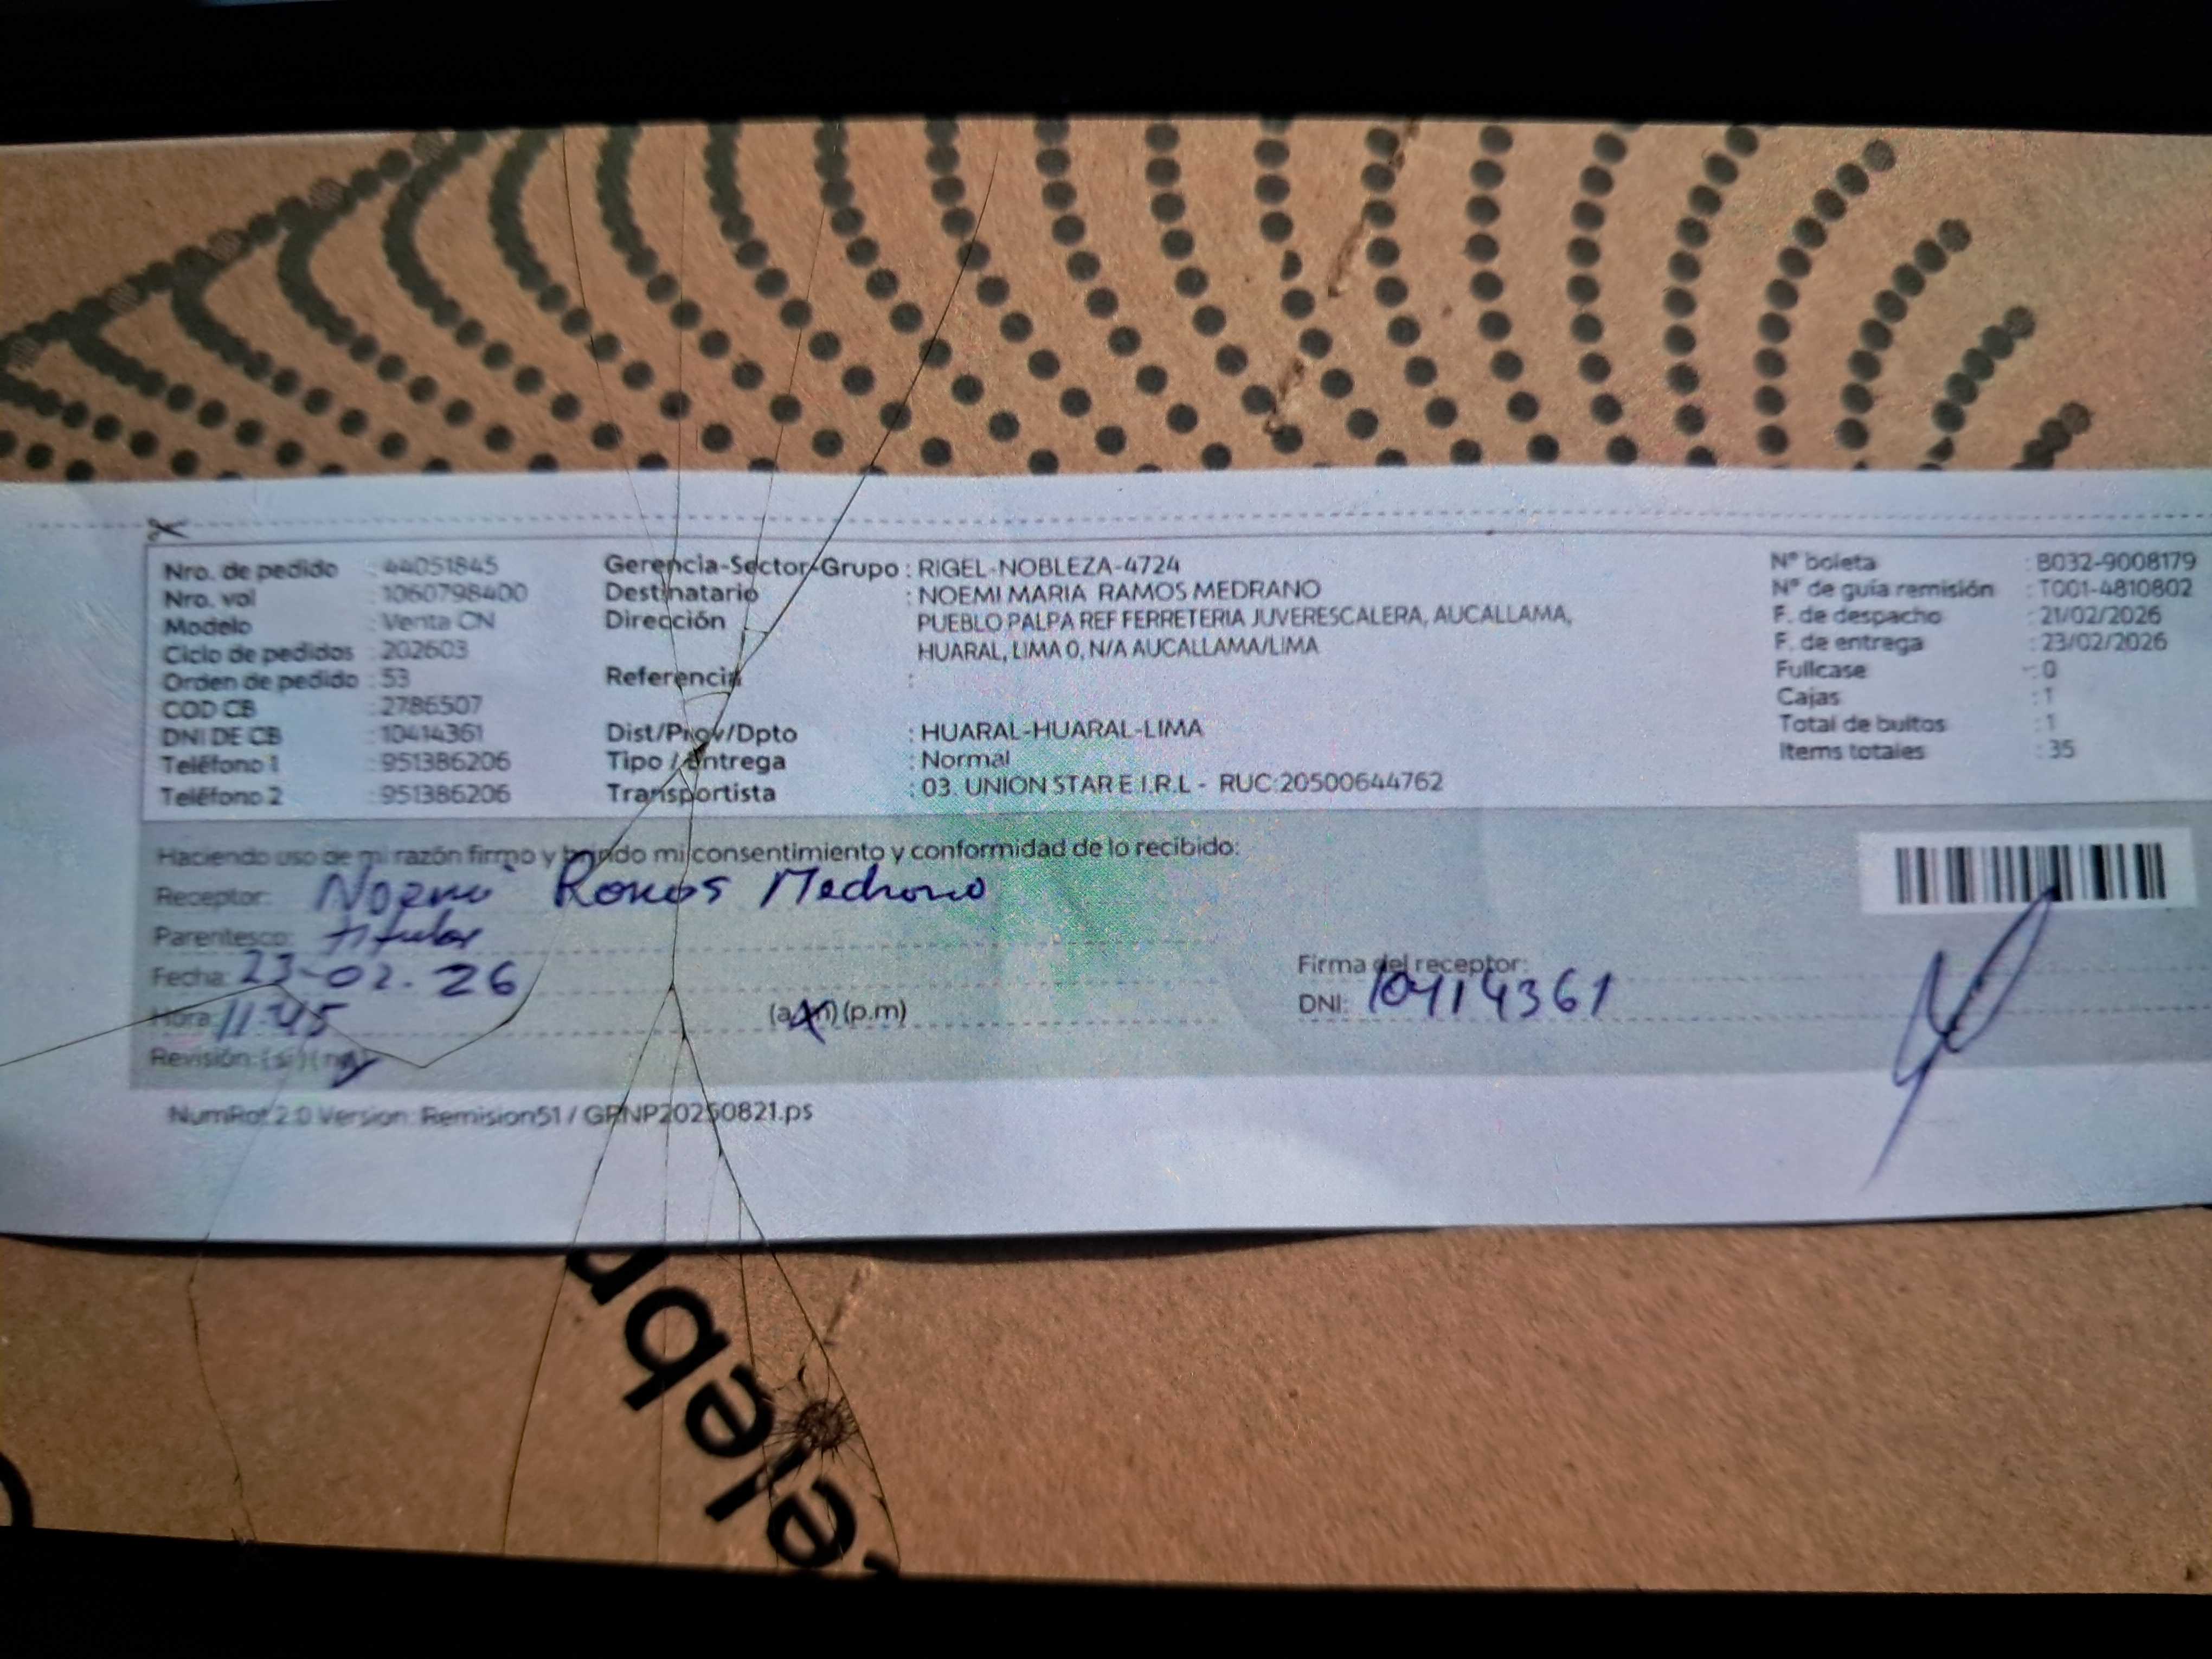 Nro. de pedido : 44051845
Nro. vol : 1060798400
Modelo : Venta CN
Ciclo de pedidos : 202603
Orden de pedido : 53
COD CB : 2786507
DNI DE CB : 10414361
Teléfono 1 : 951386206
Teléfono 2 : 951386206
Gerencia-Sector-Grupo : RIGEL-NOBLEZA-4724
Destinatario : NOEMI MARIA RAMOS MEDRANO
Dirección PUEBLO PALPA REF FERRETERIA JUVERESCALERA, AUCALLAMA,
HUARAL, LIMA 0, N/A AUCALLAMA/LIMA
Referencia :
Dist/Prov/Dpto : HUARAL-HUARAL-LIMA
Tipo / Entrega : Normal
Transportista : 03. UNION STAR E I.R.L - RUC:20500644762
N° boleta : B032-9008179
N° de guía remisión : T001-4810802
F. de despacho : 21/02/2026
F. de entrega : 23/02/2026
Fullcase : 0
Cajas : 1
Total de bultos : 1
Items totales : 35
Haciendo uso de mi razón firmo y brindo mi consentimiento y conformidad de lo recibido:
Receptor: Noemi Ramos Medrano
Parentesco: titular
Fecha: 23-02.26
Hora: 11:45 (a.m) (p.m)
Revisión: (si) (no)
Firma del receptor:
DNI: 10414361
NumRot 2.0 Version: Remision51 / GRNP20250821.ps